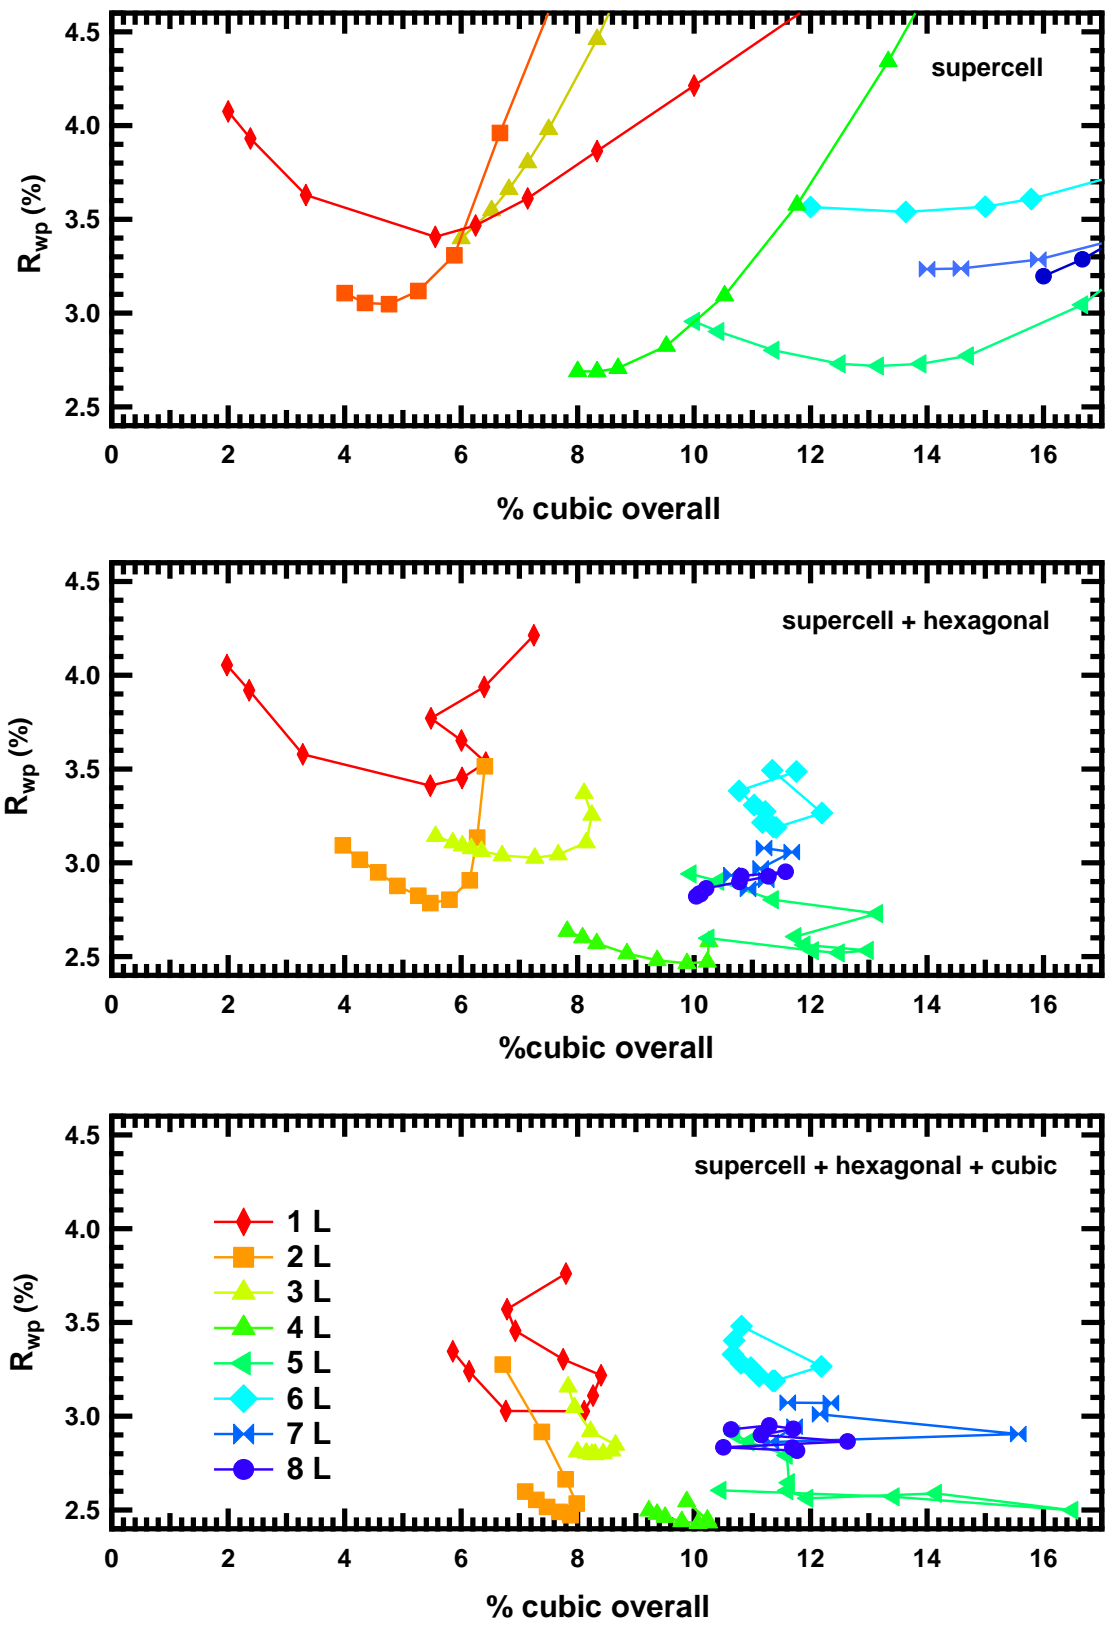 4.5
supercell
4.0
3.5
3.0
2.5
Rwp (%)
0 2 4 6 8 10 12 14 16
% cubic overall
4.5
supercell + hexagonal
4.0
3.5
3.0
2.5
Rwp (%)
0 2 4 6 8 10 12 14 16
%cubic overall
4.5
supercell + hexagonal + cubic
4.0
3.5
3.0
2.5
Rwp (%)
1 L
2 L
3 L
4 L
5 L
6 L
7 L
8 L
0 2 4 6 8 10 12 14 16
% cubic overall